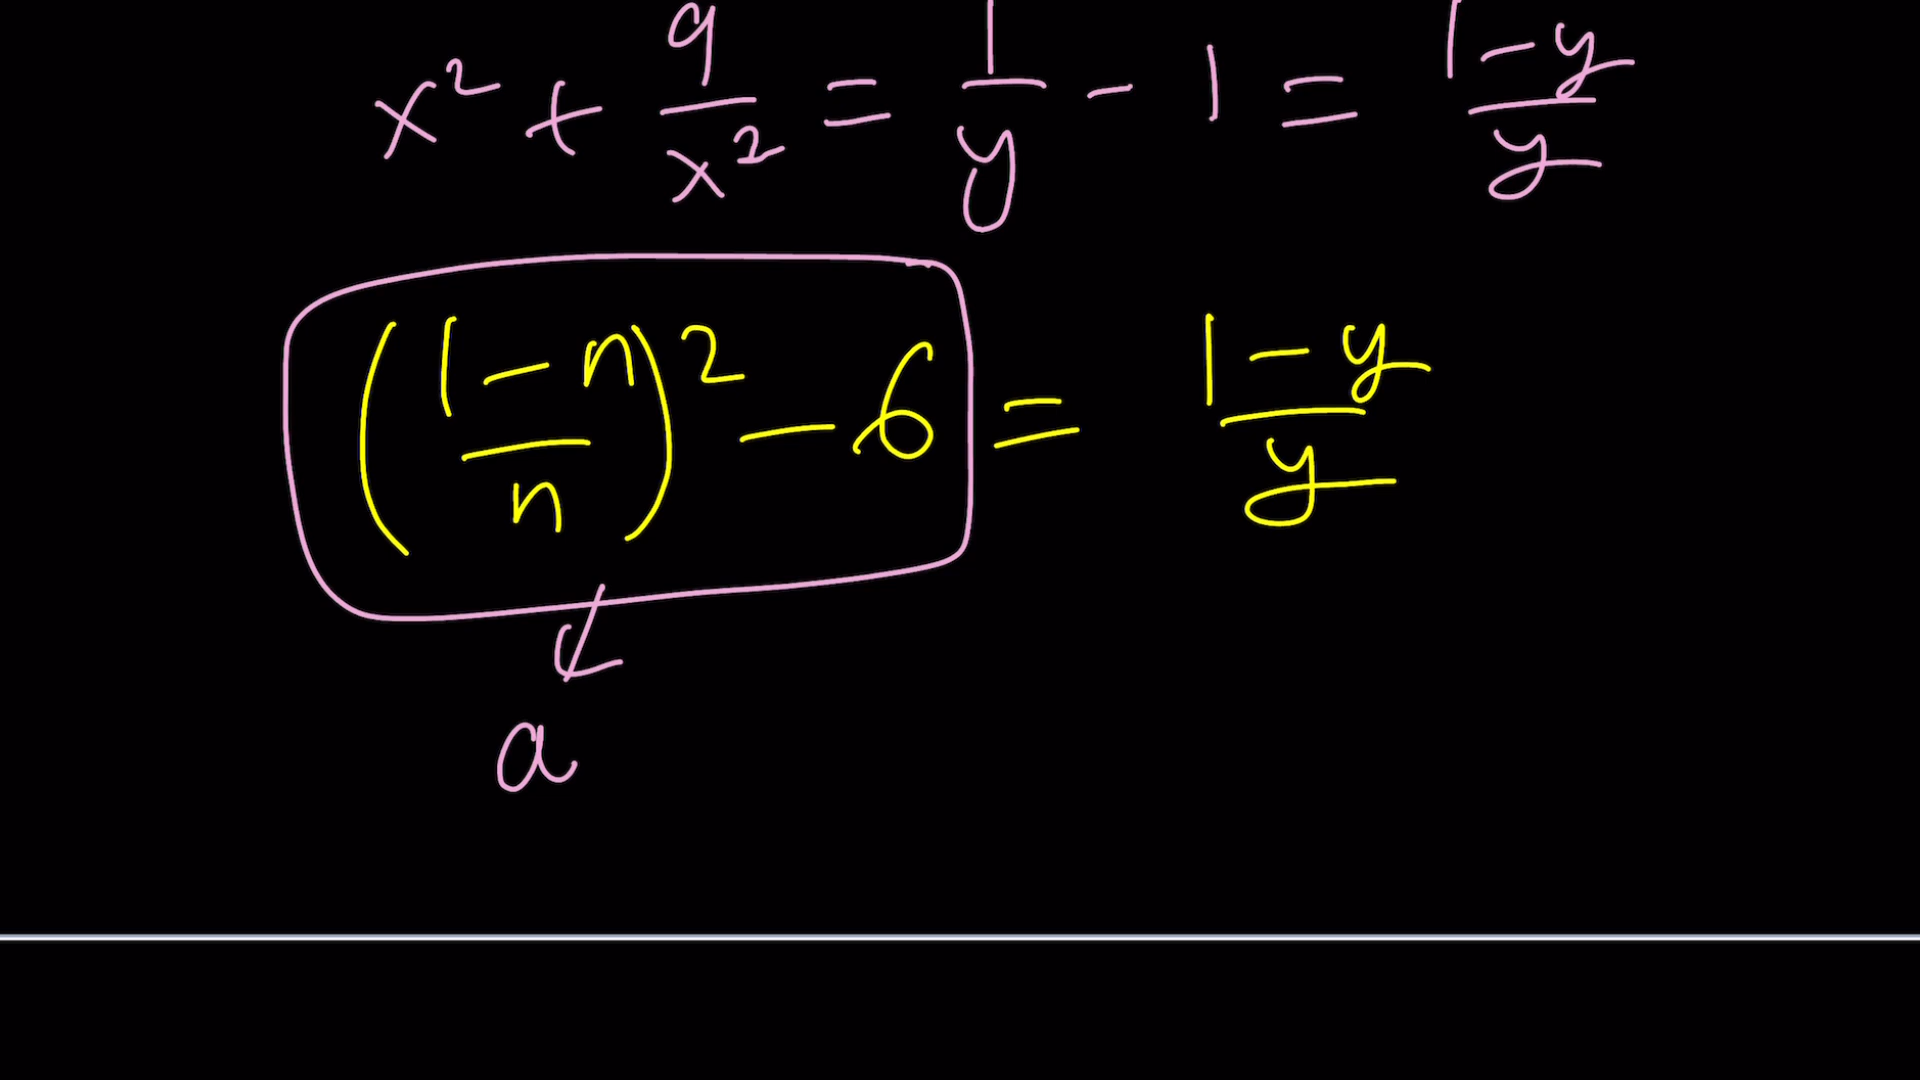 x² + 9/x² = 1/y - 1 = 1-y/y
(1-n/n)² - 6 = 1-y/y
a